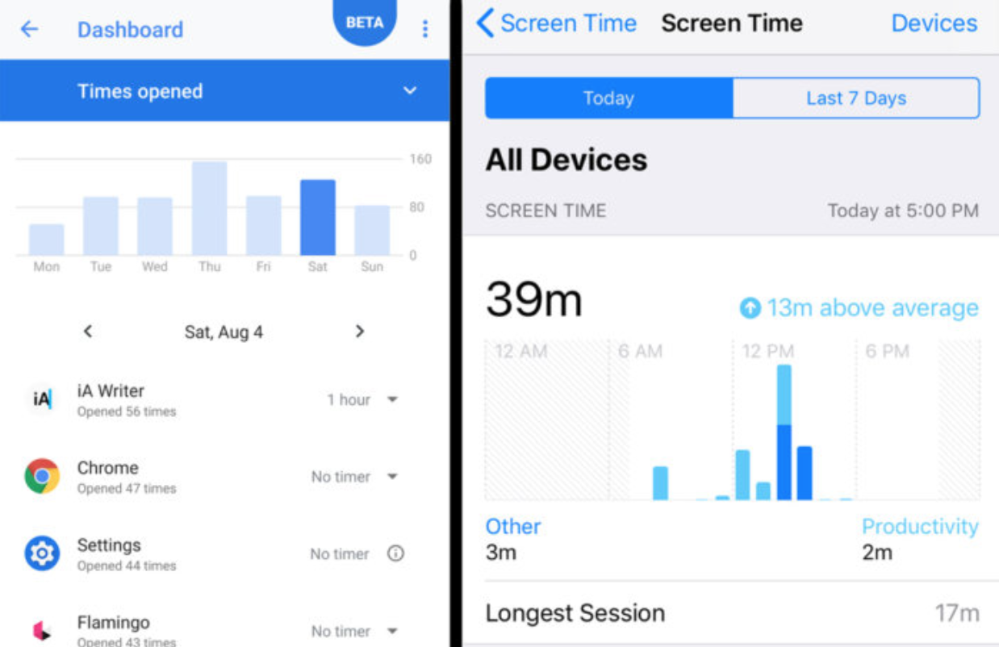 Dashboard
BETA
Times opened
160
80
0
Mon Tue Wed Thu Fri Sat Sun
Sat, Aug 4
iA
iA Writer
Opened 56 times
1 hour
Chrome
Opened 47 times
No timer
Settings
Opened 44 times
No timer
Flamingo
Opened 43 times
No timer
Screen Time
Screen Time
Devices
Today
Last 7 Days
All Devices
SCREEN TIME
Today at 5:00 PM
39m
13m above average
12 AM
6 AM
12 PM
6 PM
Other
3m
Productivity
2m
Longest Session
17m